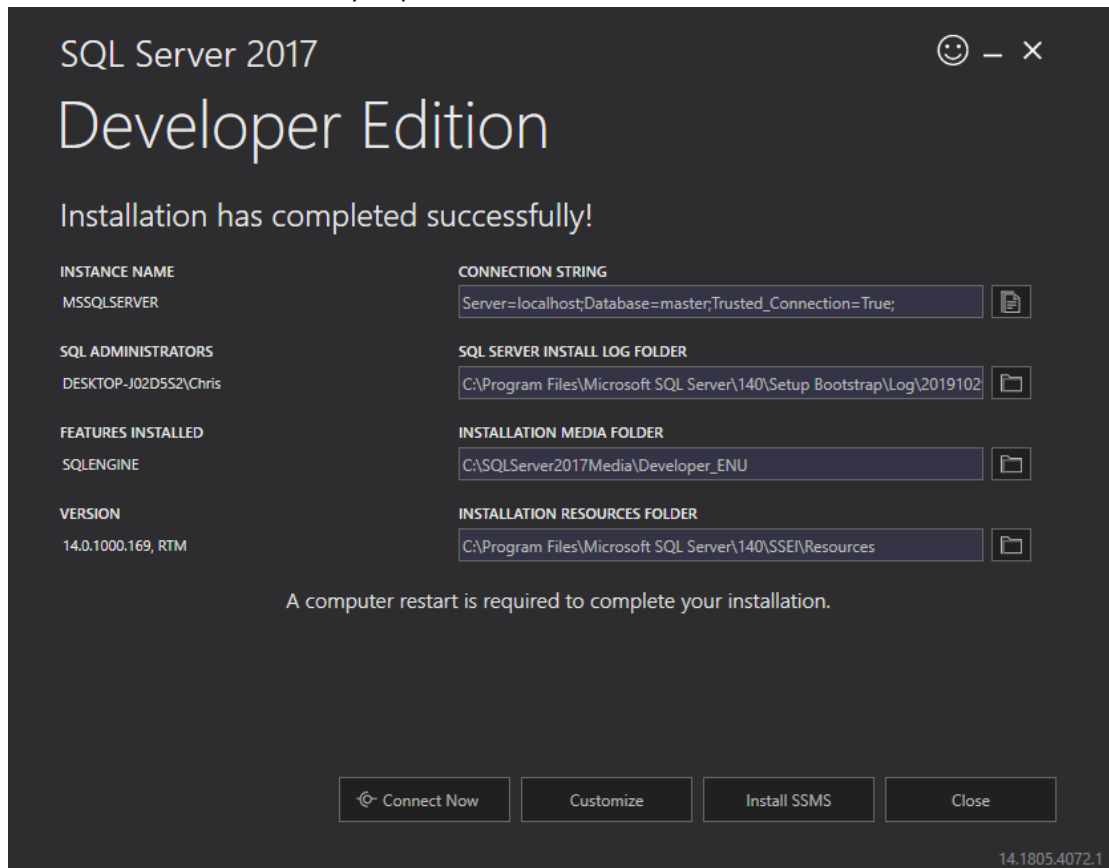 SQL Server 2017
Developer Edition
Installation has completed successfully!
INSTANCE NAME
MSSQLSERVER
CONNECTION STRING
Server=localhost;Database=master;Trusted_Connection=True;
SQL ADMINISTRATORS
DESKTOP-J02D5S2\Chris
SQL SERVER INSTALL LOG FOLDER
C:\Program Files\Microsoft SQL Server\140\Setup Bootstrap\Log\2019102
FEATURES INSTALLED
SQLENGINE
INSTALLATION MEDIA FOLDER
C:\SQLServer2017Media\Developer_ENU
VERSION
14.0.1000.169, RTM
INSTALLATION RESOURCES FOLDER
C:\Program Files\Microsoft SQL Server\140\SSEI\Resources
A computer restart is required to complete your installation.
Connect Now
Customize
Install SSMS
Close
14.1805.4072.1